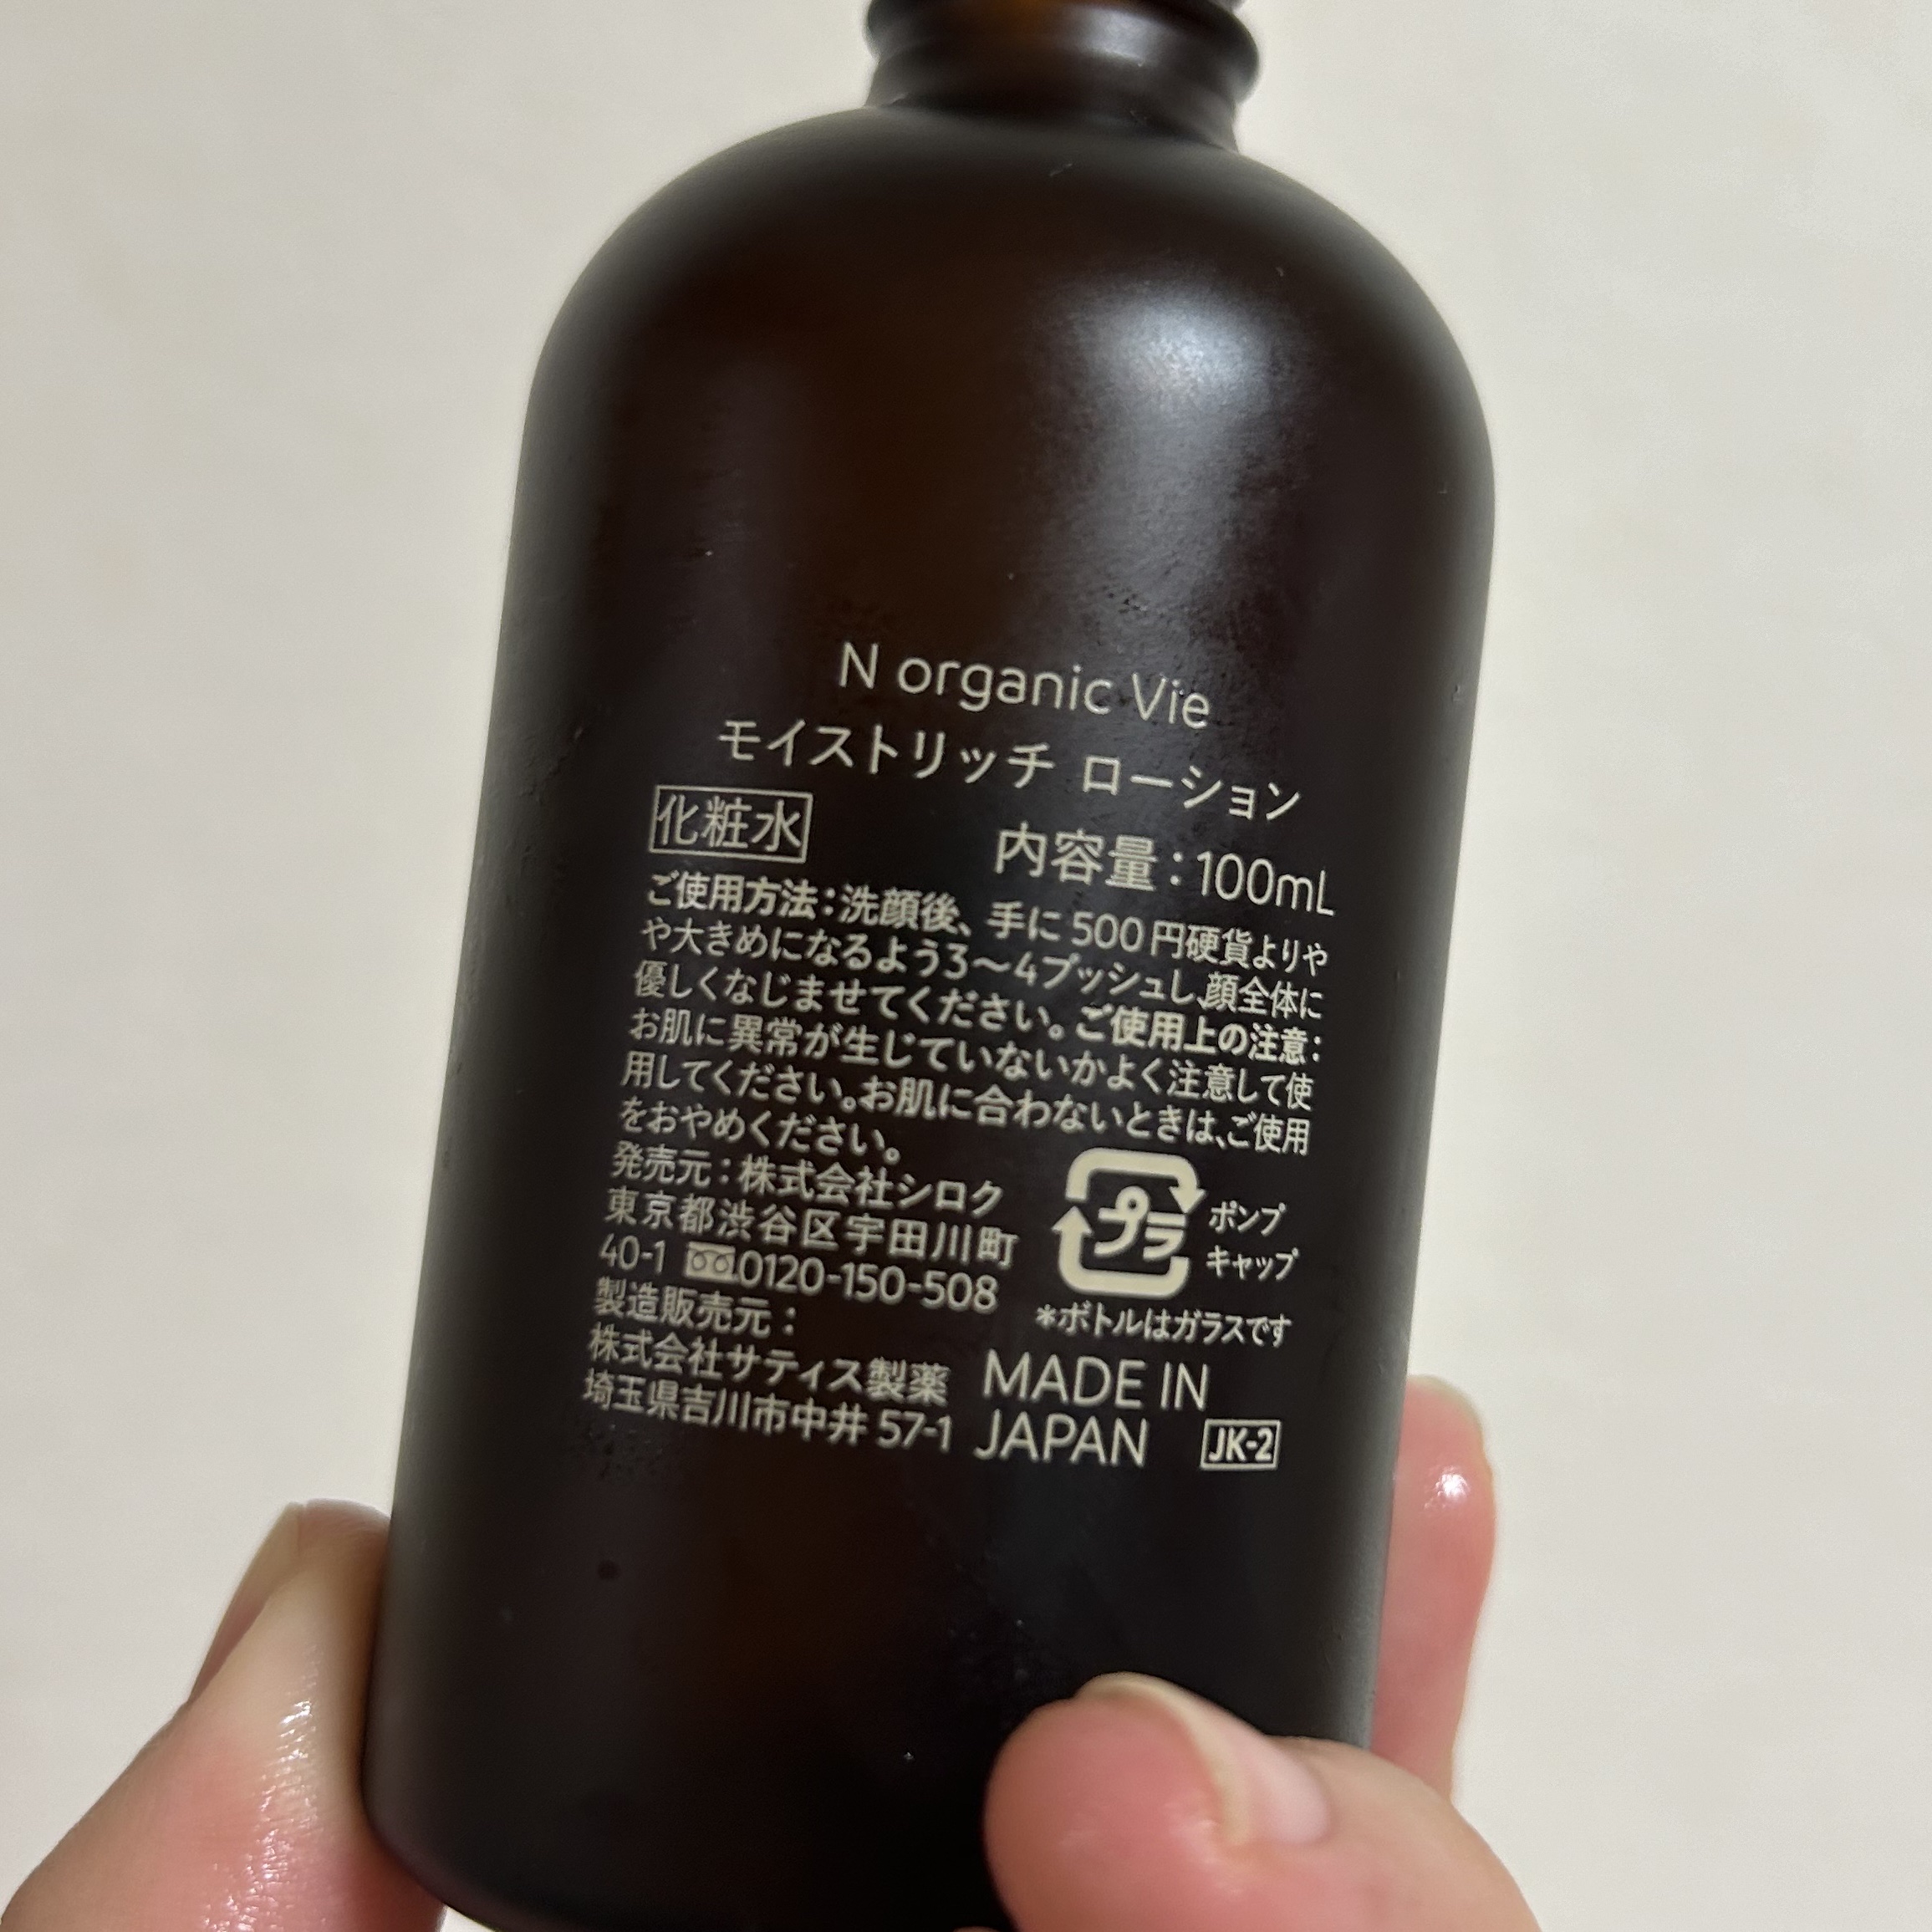 N organic Vie
モイストリッチ ローション
化粧水
内容量：100mL
ご使用方法：洗顔後、手に500円硬貨よりや
や大きめになるよう3〜4プッシュし、顔全体に
優しくなじませてください。ご使用上の注意：
お肌に異常が生じていないかよく注意して使
用してください。お肌に合わないときは、ご使用
をおやめください。
発売元：株式会社シロク
東京都渋谷区宇田川町
40-1 0120-150-508
製造販売元：
株式会社サティス製薬
埼玉県吉川市中井 57-1
プラ
ポンプ
キャップ
*ボトルはガラスです
MADE IN
JAPAN
JK-2